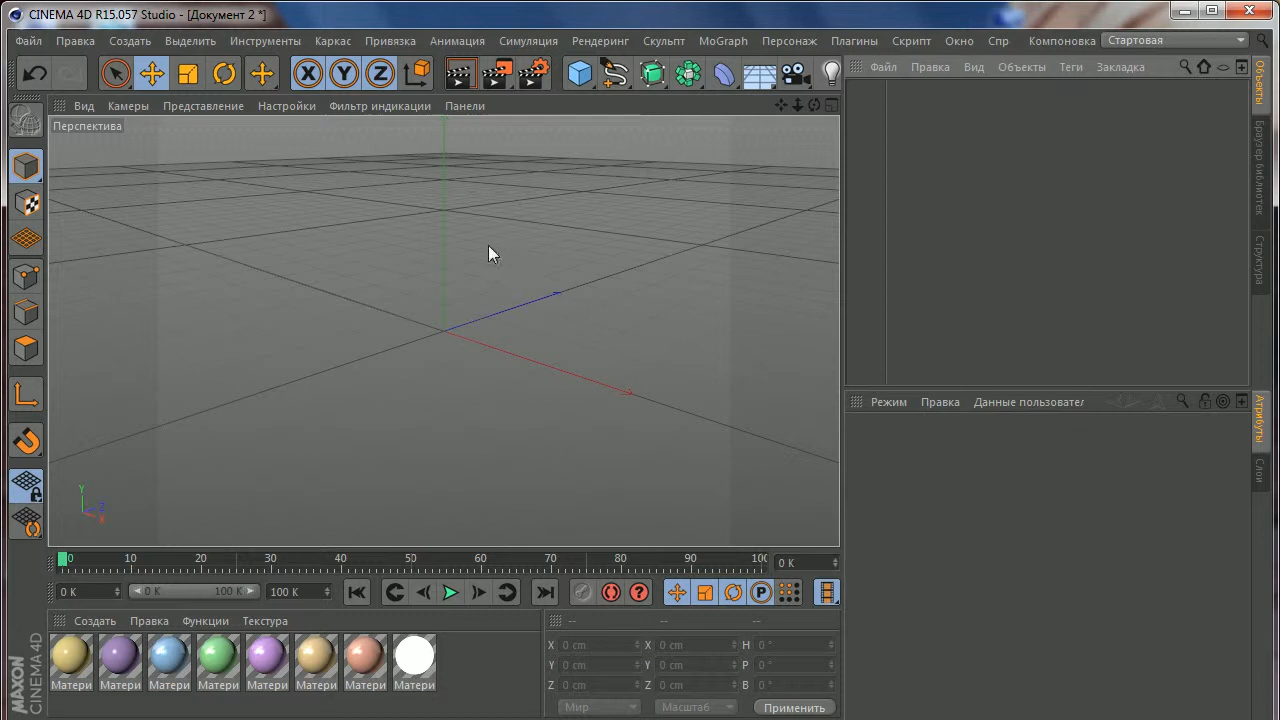 CINEMA 4D R15.057 Studio - [Документ 2 *]
Файл Правка Создать Выделить Инструменты Каркас Привязка Анимация Симуляция Рендеринг Скульпт MoGraph Персонаж Плагины Скрипт Окно Спр Компоновка Стартовая
X Y Z
Файл Правка Вид Объекты Теги Закладка
Объекты
Браузер библиотек
Структура
Вид Камеры Представление Настройки Фильтр индикации Панели
Перспектива
Y
Z
X
Режим Правка Данные пользовател
Атрибуты
Слои
0 10 20 30 40 50 60 70 80 90 100 0 K
0 K 0 K 100 K 100 K P
Создать Правка Функции Текстура
Матери Матери Матери Матери Матери Матери Матери Матери
-- -- --
X 0 cm X 0 cm H 0 °
Y 0 cm Y 0 cm P 0 °
Z 0 cm Z 0 cm B 0 °
Мир Масштаб Применить
MAXON
CINEMA 4D